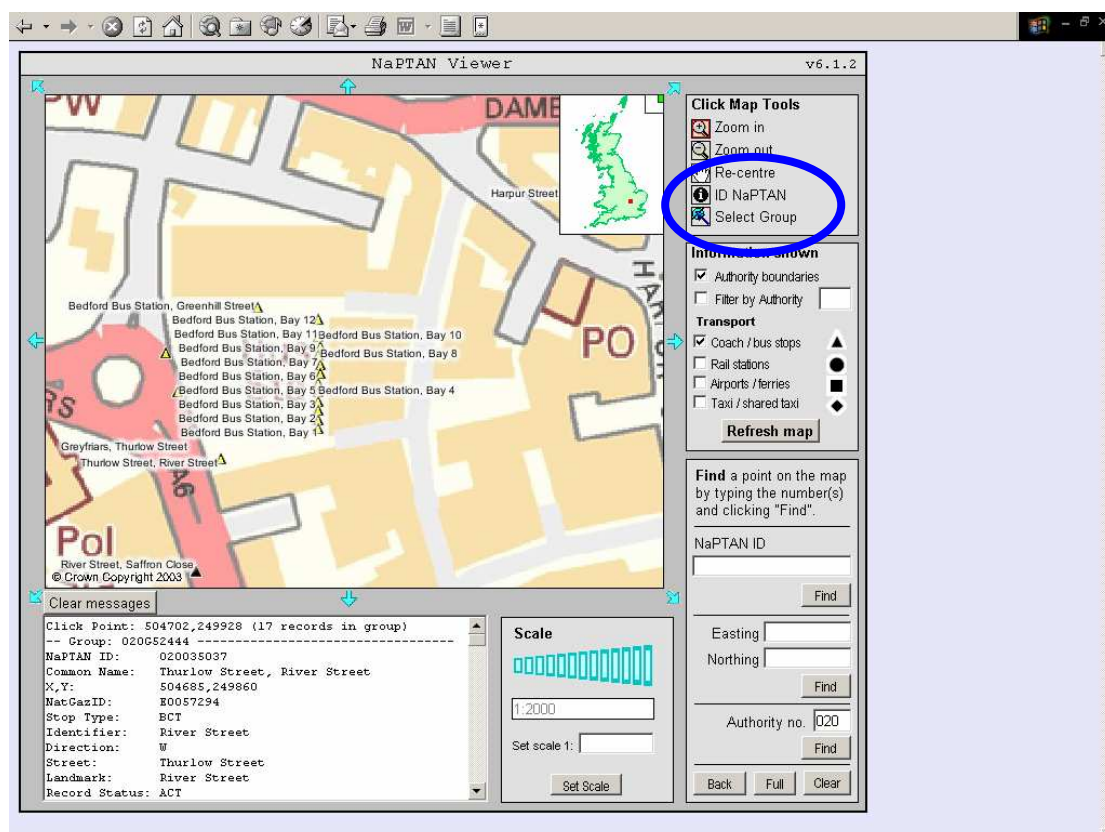 NaPTAN Viewer
v6.1.2
PW
DAME
Harpur Street
Bedford Bus Station, Greenhill Street
Bedford Bus Station, Bay 12
Bedford Bus Station, Bay 11
Bedford Bus Station, Bay 10
Bedford Bus Station, Bay 9
Bedford Bus Station, Bay 8
Bedford Bus Station, Bay 7
Bedford Bus Station, Bay 6
Bedford Bus Station, Bay 5
Bedford Bus Station, Bay 4
Bedford Bus Station, Bay 3
Bedford Bus Station, Bay 2
Bedford Bus Station, Bay 1
PO
HAR
RS
Greyfriars, Thurlow Street
Thurlow Street, River Street
A6
Pol
River Street, Saffron Close
© Crown Copyright 2003
Click Map Tools
Zoom in
Zoom out
Re-centre
ID NaPTAN
Select Group
Information shown
Authority boundaries
Filter by Authority
Transport
Coach / bus stops
Rail stations
Airports / ferries
Taxi / shared taxi
Refresh map
Find a point on the map
by typing the number(s)
and clicking "Find".
NaPTAN ID
Find
Easting
Northing
Find
Authority no. 020
Find
Back Full Clear
Clear messages
Click Point: 504702,249928 (17 records in group)
-- Group: 020G52444 ----------------------------------
NaPTAN ID: 020035037
Common Name: Thurlow Street, River Street
X,Y: 504685,249860
NatGazID: E0057294
Stop Type: BCT
Identifier: River Street
Direction: W
Street: Thurlow Street
Landmark: River Street
Record Status: ACT
Scale
1:2000
Set scale 1:
Set Scale